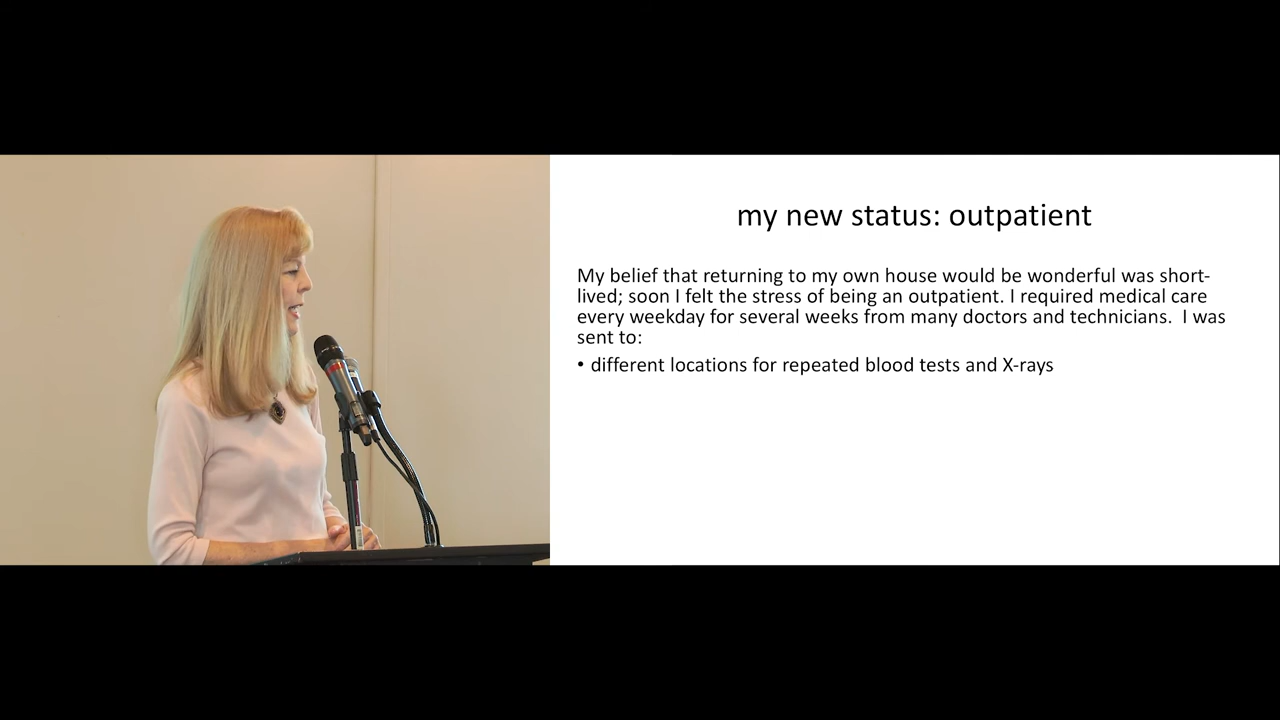 my new status: outpatient
My belief that returning to my own house would be wonderful was short-
lived; soon I felt the stress of being an outpatient. I required medical care
every weekday for several weeks from many doctors and technicians.  I was
sent to:
• different locations for repeated blood tests and X-rays